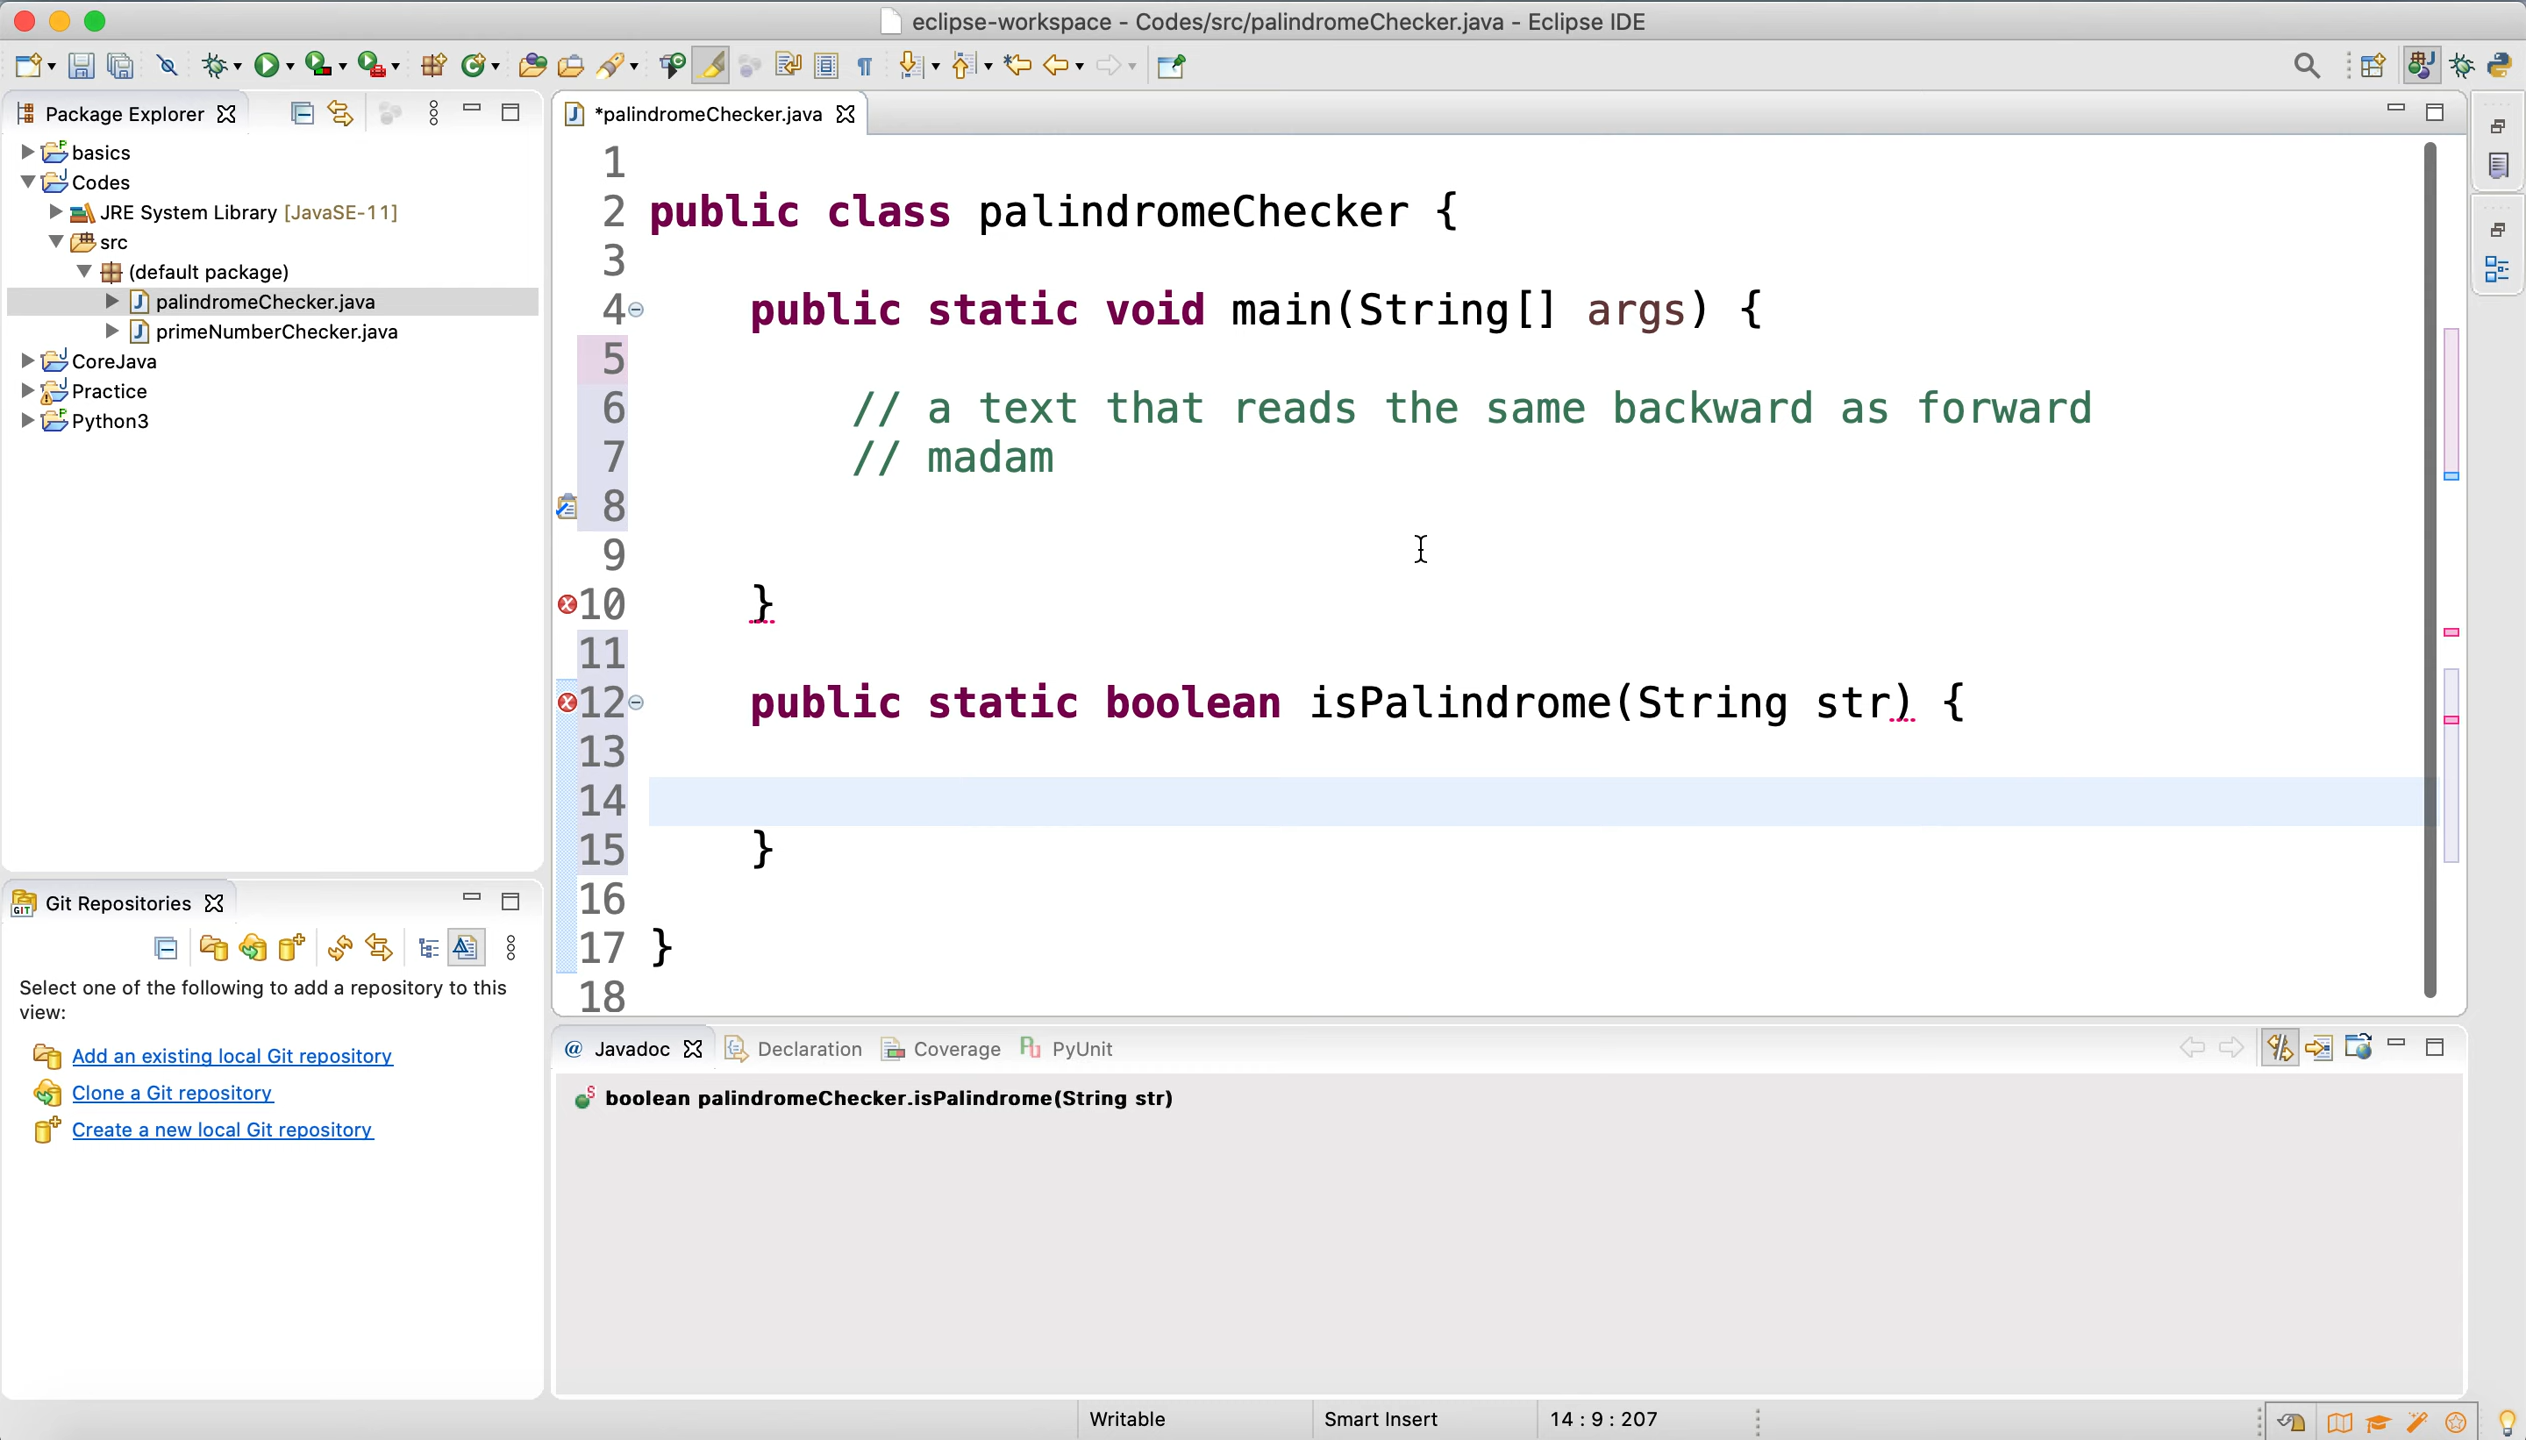 eclipse-workspace - Codes/src/palindromeChecker.java - Eclipse IDE
Package Explorer
basics
Codes
JRE System Library [JavaSE-11]
src
(default package)
palindromeChecker.java
primeNumberChecker.java
CoreJava
Practice
Python3
*palindromeChecker.java
1
2 public class palindromeChecker {
3
4 public static void main(String[] args) {
5
6 // a text that reads the same backward as forward
7 // madam
8
9
10 }
11
12 public static boolean isPalindrome(String str) {
13
14
15 }
16
17 }
18
Git Repositories
Select one of the following to add a repository to this
view:
Add an existing local Git repository
Clone a Git repository
Create a new local Git repository
@ Javadoc Declaration Coverage PyUnit
boolean palindromeChecker.isPalindrome(String str)
Writable Smart Insert 14 : 9 : 207